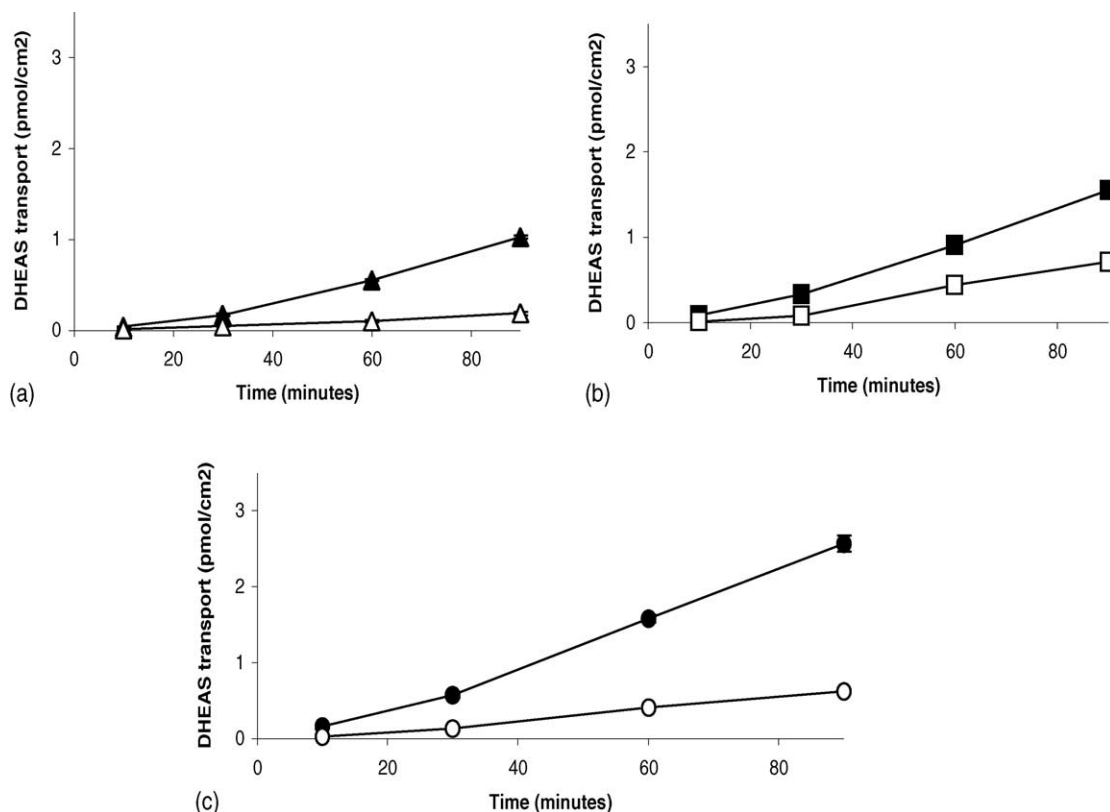 DHEAS transport (pmol/cm2)
3
2
1
0
0 20 40 60 80
Time (minutes)
(a)
DHEAS transport (pmol/cm2)
3
2
1
0
0 20 40 60 80
Time (minutes)
(b)
DHEAS transport (pmol/cm2)
3
2
1
0
0 20 40 60 80
Time (minutes)
(c)